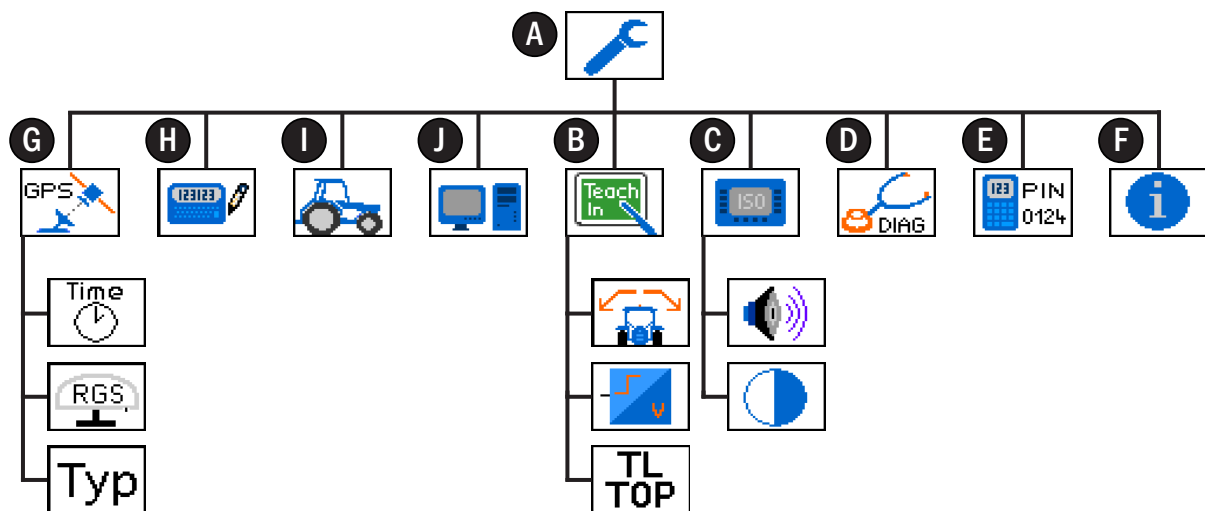 A
G
H
I
J
B
C
D
E
F
GPS
123123
Teach
In
ISO
DIAG
123
PIN
0124
i
Time
RGS
V
Typ
TL
TOP